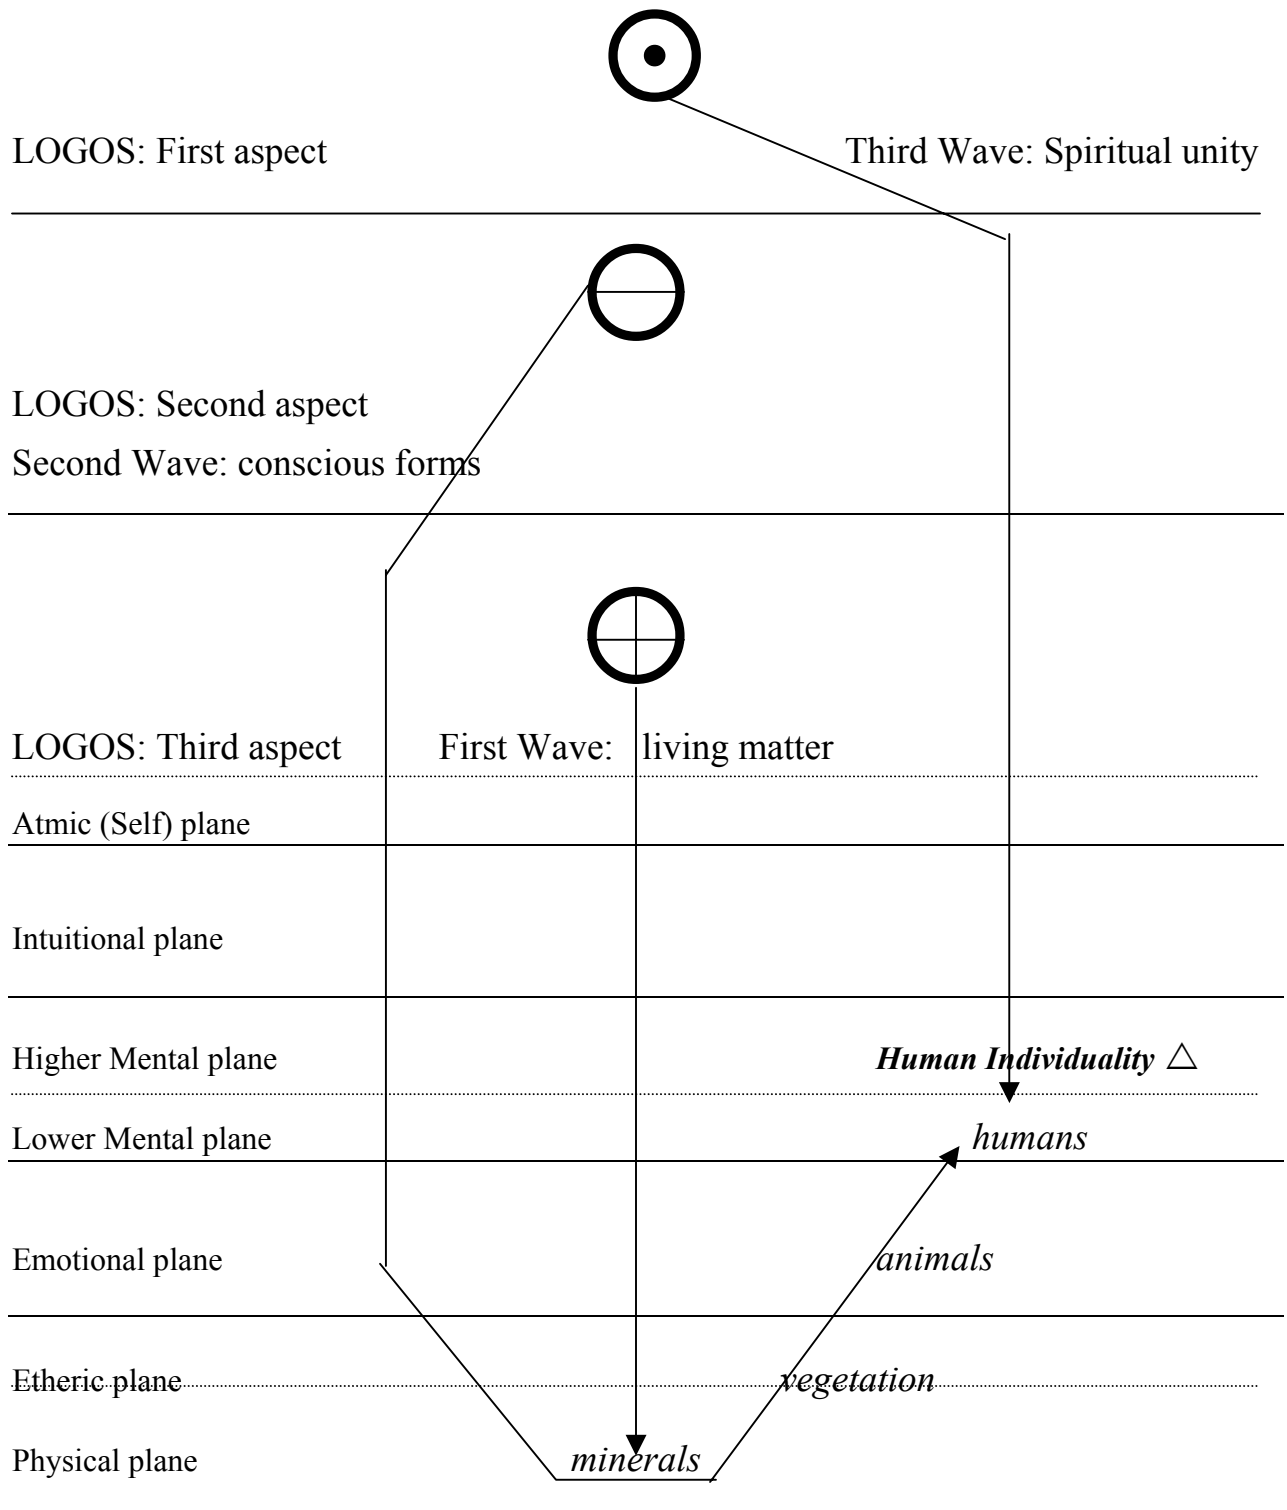 LOGOS: First aspect Third Wave: Spiritual unity
LOGOS: Second aspect
Second Wave: conscious forms
LOGOS: Third aspect First Wave: living matter
Atmic (Self) plane
Intuitional plane
Higher Mental plane Human Individuality △
Lower Mental plane humans
Emotional plane animals
Etheric plane vegetation
Physical plane minerals